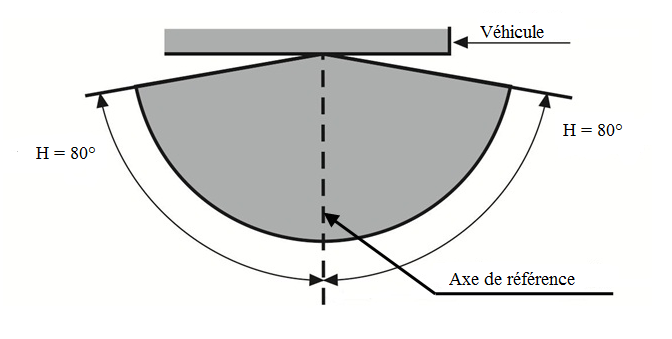 Véhicule
H = 80°
H = 80°
Axe de référence